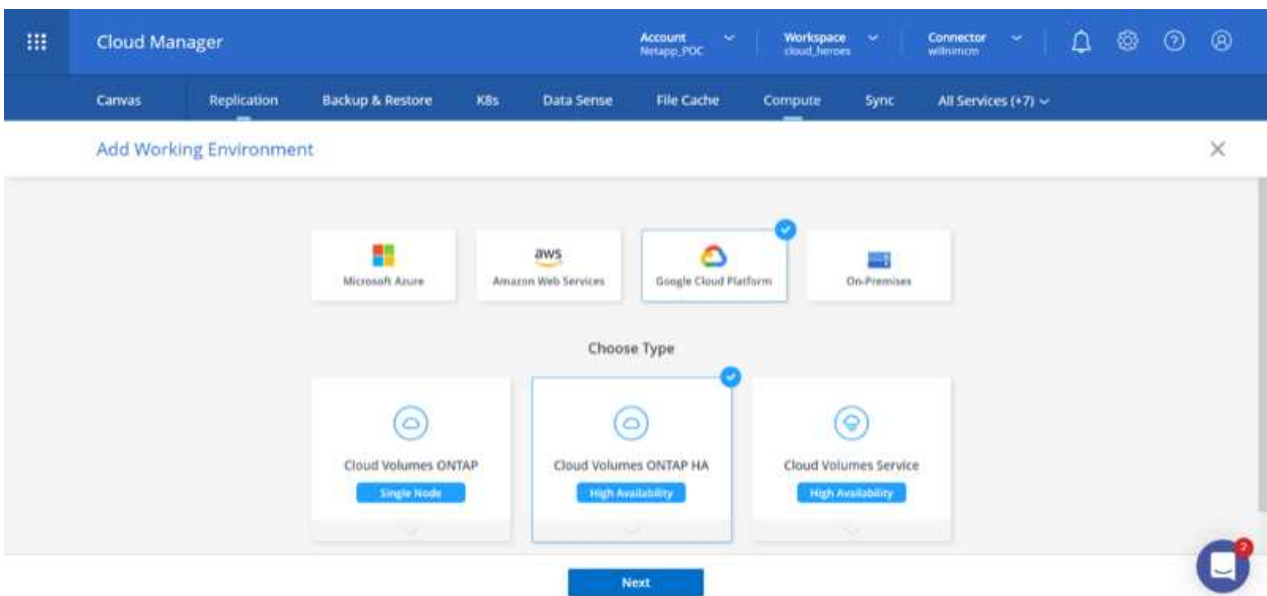 Cloud Manager
Account
Netapp_POC
Workspace
cloud_heroes
Connector
willnimcm
Canvas Replication Backup & Restore K8s Data Sense File Cache Compute Sync All Services (+7)
Add Working Environment
Microsoft Azure
aws
Amazon Web Services
Google Cloud Platform
On-Premises
Choose Type
Cloud Volumes ONTAP
Single Node
Cloud Volumes ONTAP HA
High Availability
Cloud Volumes Service
High Availability
Next
2